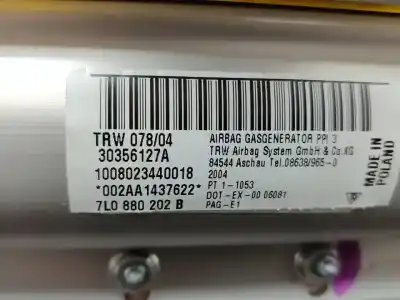 TRW 078/04
30356127A
1008023440018
*002AA1437622*
7L0 880 202 B
AIRBAG GASGENERATOR PPI 3
TRW Airbag System GmbH & Co.KG
84544 Aschau Tel.08638/965-0
2004
PT 1-1053
DOT-EX-00 06081
PAG-E1
MADE IN
POLAND